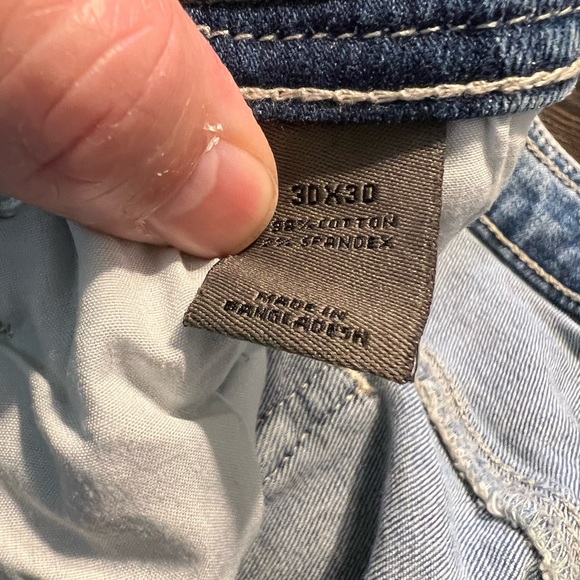 30X30
98% COTTON
2% SPANDEX
MADE IN
BANGLADESH